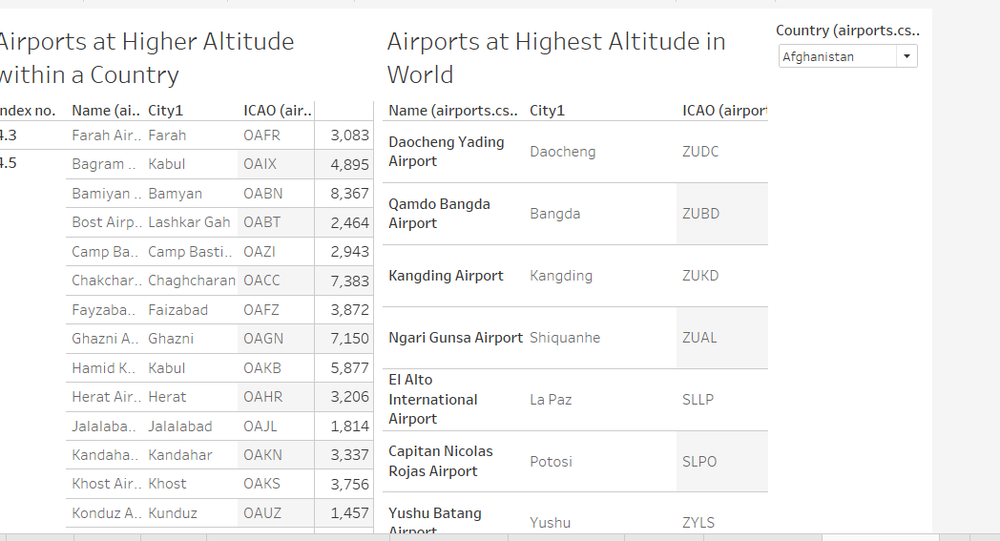 Airports at Higher Altitude
within a Country
Airports at Highest Altitude in
World
Country (airports.cs..
Afghanistan
ndex no. Name (ai.. City1 ICAO (air..
4.3 Farah Air.. Farah OAFR 3,083
4.5 Bagram .. Kabul OAIX 4,895
Bamiyan .. Bamyan OABN 8,367
Bost Airp.. Lashkar Gah OABT 2,464
Camp Ba.. Camp Basti.. OAZI 2,943
Chakchar.. Chaghcharan OACC 7,383
Fayzaba.. Faizabad OAFZ 3,872
Ghazni A.. Ghazni OAGN 7,150
Hamid K.. Kabul OAKB 5,877
Herat Air.. Herat OAHR 3,206
Jalalaba.. Jalalabad OAJL 1,814
Kandaha.. Kandahar OAKN 3,337
Khost Air.. Khost OAKS 3,756
Konduz A.. Kunduz OAUZ 1,457
Name (airports.cs.. City1 ICAO (airport
Daocheng Yading
Airport Daocheng ZUDC
Qamdo Bangda
Airport Bangda ZUBD
Kangding Airport Kangding ZUKD
Ngari Gunsa Airport Shiquanhe ZUAL
El Alto
International
Airport La Paz SLLP
Capitan Nicolas
Rojas Airport Potosi SLPO
Yushu Batang
Airport Yushu ZYLS